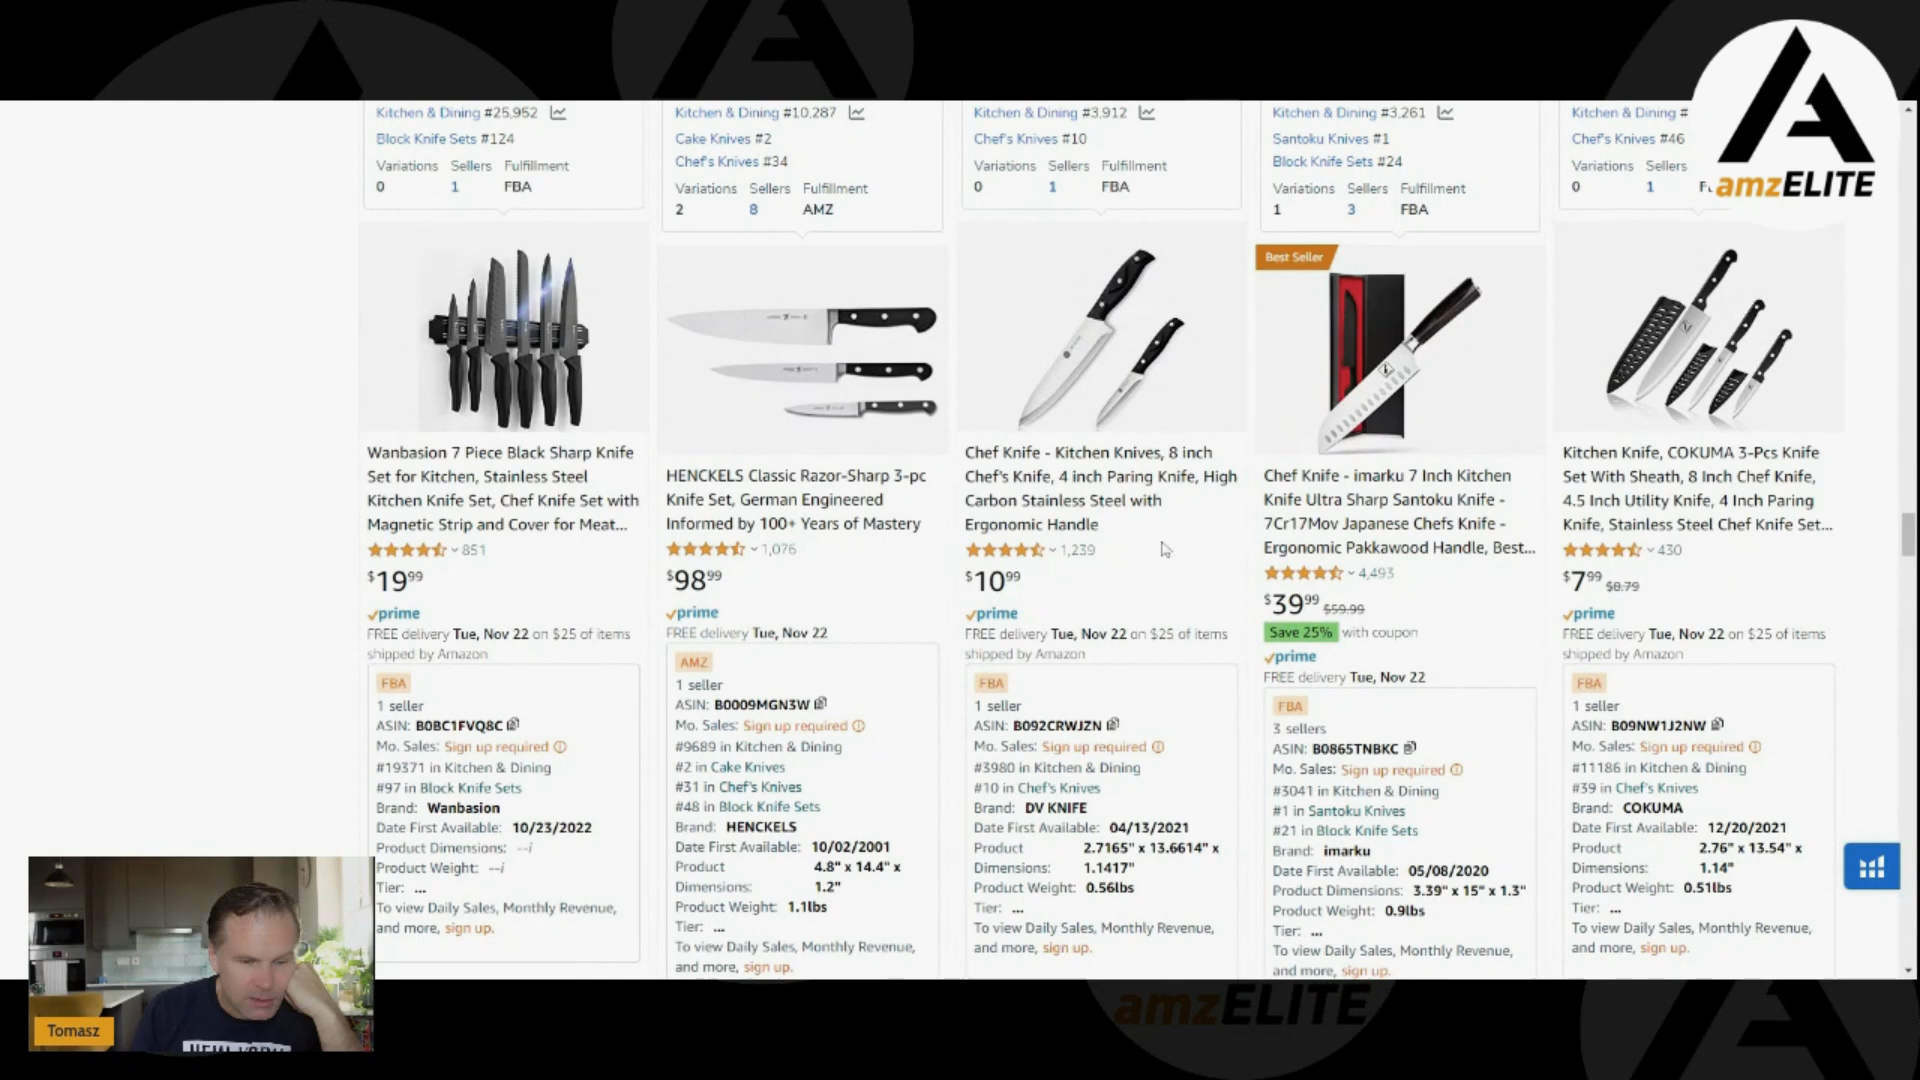 Kitchen & Dining #25,952
Block Knife Sets #124
Variations Sellers Fulfillment
0 1 FBA
Kitchen & Dining #10,287
Cake Knives #2
Chef's Knives #34
Variations Sellers Fulfillment
2 8 AMZ
Kitchen & Dining #3,912
Chef's Knives #10
Variations Sellers Fulfillment
0 1 FBA
Kitchen & Dining #3,261
Santoku Knives #1
Block Knife Sets #24
Variations Sellers Fulfillment
1 3 FBA
Kitchen & Dining #
Chef's Knives #46
Variations Sellers
0 1
amzELITE
Wanbasion 7 Piece Black Sharp Knife
Set for Kitchen, Stainless Steel
Kitchen Knife Set, Chef Knife Set with
Magnetic Strip and Cover for Meat...
851
$19.99
prime
FREE delivery Tue, Nov 22 on $25 of items
shipped by Amazon
FBA
1 seller
ASIN: B0BC1FVQ8C
Mo. Sales: Sign up required
#19371 in Kitchen & Dining
#97 in Block Knife Sets
Brand: Wanbasion
Date First Available: 10/23/2022
Product Dimensions: --i
Product Weight: --i
Tier: ...
To view Daily Sales, Monthly Revenue,
and more, sign up.
HENCKELS Classic Razor-Sharp 3-pc
Knife Set, German Engineered
Informed by 100+ Years of Mastery
1,076
$98.99
prime
FREE delivery Tue, Nov 22
AMZ
1 seller
ASIN: B0009MGN3W
Mo. Sales: Sign up required
#9689 in Kitchen & Dining
#2 in Cake Knives
#31 in Chef's Knives
#48 in Block Knife Sets
Brand: HENCKELS
Date First Available: 10/02/2001
Product 4.8" x 14.4" x
Dimensions: 1.2"
Product Weight: 1.1lbs
Tier: ...
To view Daily Sales, Monthly Revenue,
and more, sign up.
Chef Knife - Kitchen Knives, 8 inch
Chef's Knife, 4 inch Paring Knife, High
Carbon Stainless Steel with
Ergonomic Handle
1,239
$10.99
prime
FREE delivery Tue, Nov 22 on $25 of items
shipped by Amazon
FBA
1 seller
ASIN: B092CRWJZN
Mo. Sales: Sign up required
#3980 in Kitchen & Dining
#10 in Chef's Knives
Brand: DV KNIFE
Date First Available: 04/13/2021
Product 2.7165" x 13.6614" x
Dimensions: 1.1417"
Product Weight: 0.56lbs
Tier: ...
To view Daily Sales, Monthly Revenue,
and more, sign up.
Best Seller
Chef Knife - imarku 7 Inch Kitchen
Knife Ultra Sharp Santoku Knife -
7Cr17Mov Japanese Chefs Knife -
Ergonomic Pakkawood Handle, Best...
4,493
$39.99 $59.99
Save 25% with coupon
prime
FREE delivery Tue, Nov 22
FBA
3 sellers
ASIN: B0865TNBKC
Mo. Sales: Sign up required
#3041 in Kitchen & Dining
#1 in Santoku Knives
#21 in Block Knife Sets
Brand: imarku
Date First Available: 05/08/2020
Product Dimensions: 3.39" x 15" x 1.3"
Product Weight: 0.9lbs
Tier: ...
To view Daily Sales, Monthly Revenue,
and more, sign up.
Kitchen Knife, COKUMA 3-Pcs Knife
Set With Sheath, 8 Inch Chef Knife,
4.5 Inch Utility Knife, 4 Inch Paring
Knife, Stainless Steel Chef Knife Set...
430
$7.99 $8.79
prime
FREE delivery Tue, Nov 22 on $25 of items
shipped by Amazon
FBA
1 seller
ASIN: B09NW1J2NW
Mo. Sales: Sign up required
#11186 in Kitchen & Dining
#39 in Chef's Knives
Brand: COKUMA
Date First Available: 12/20/2021
Product 2.76" x 13.54" x
Dimensions: 1.14"
Product Weight: 0.51lbs
Tier: ...
To view Daily Sales, Monthly Revenue,
and more, sign up.
Tomasz
NEW YORK
amzELITE